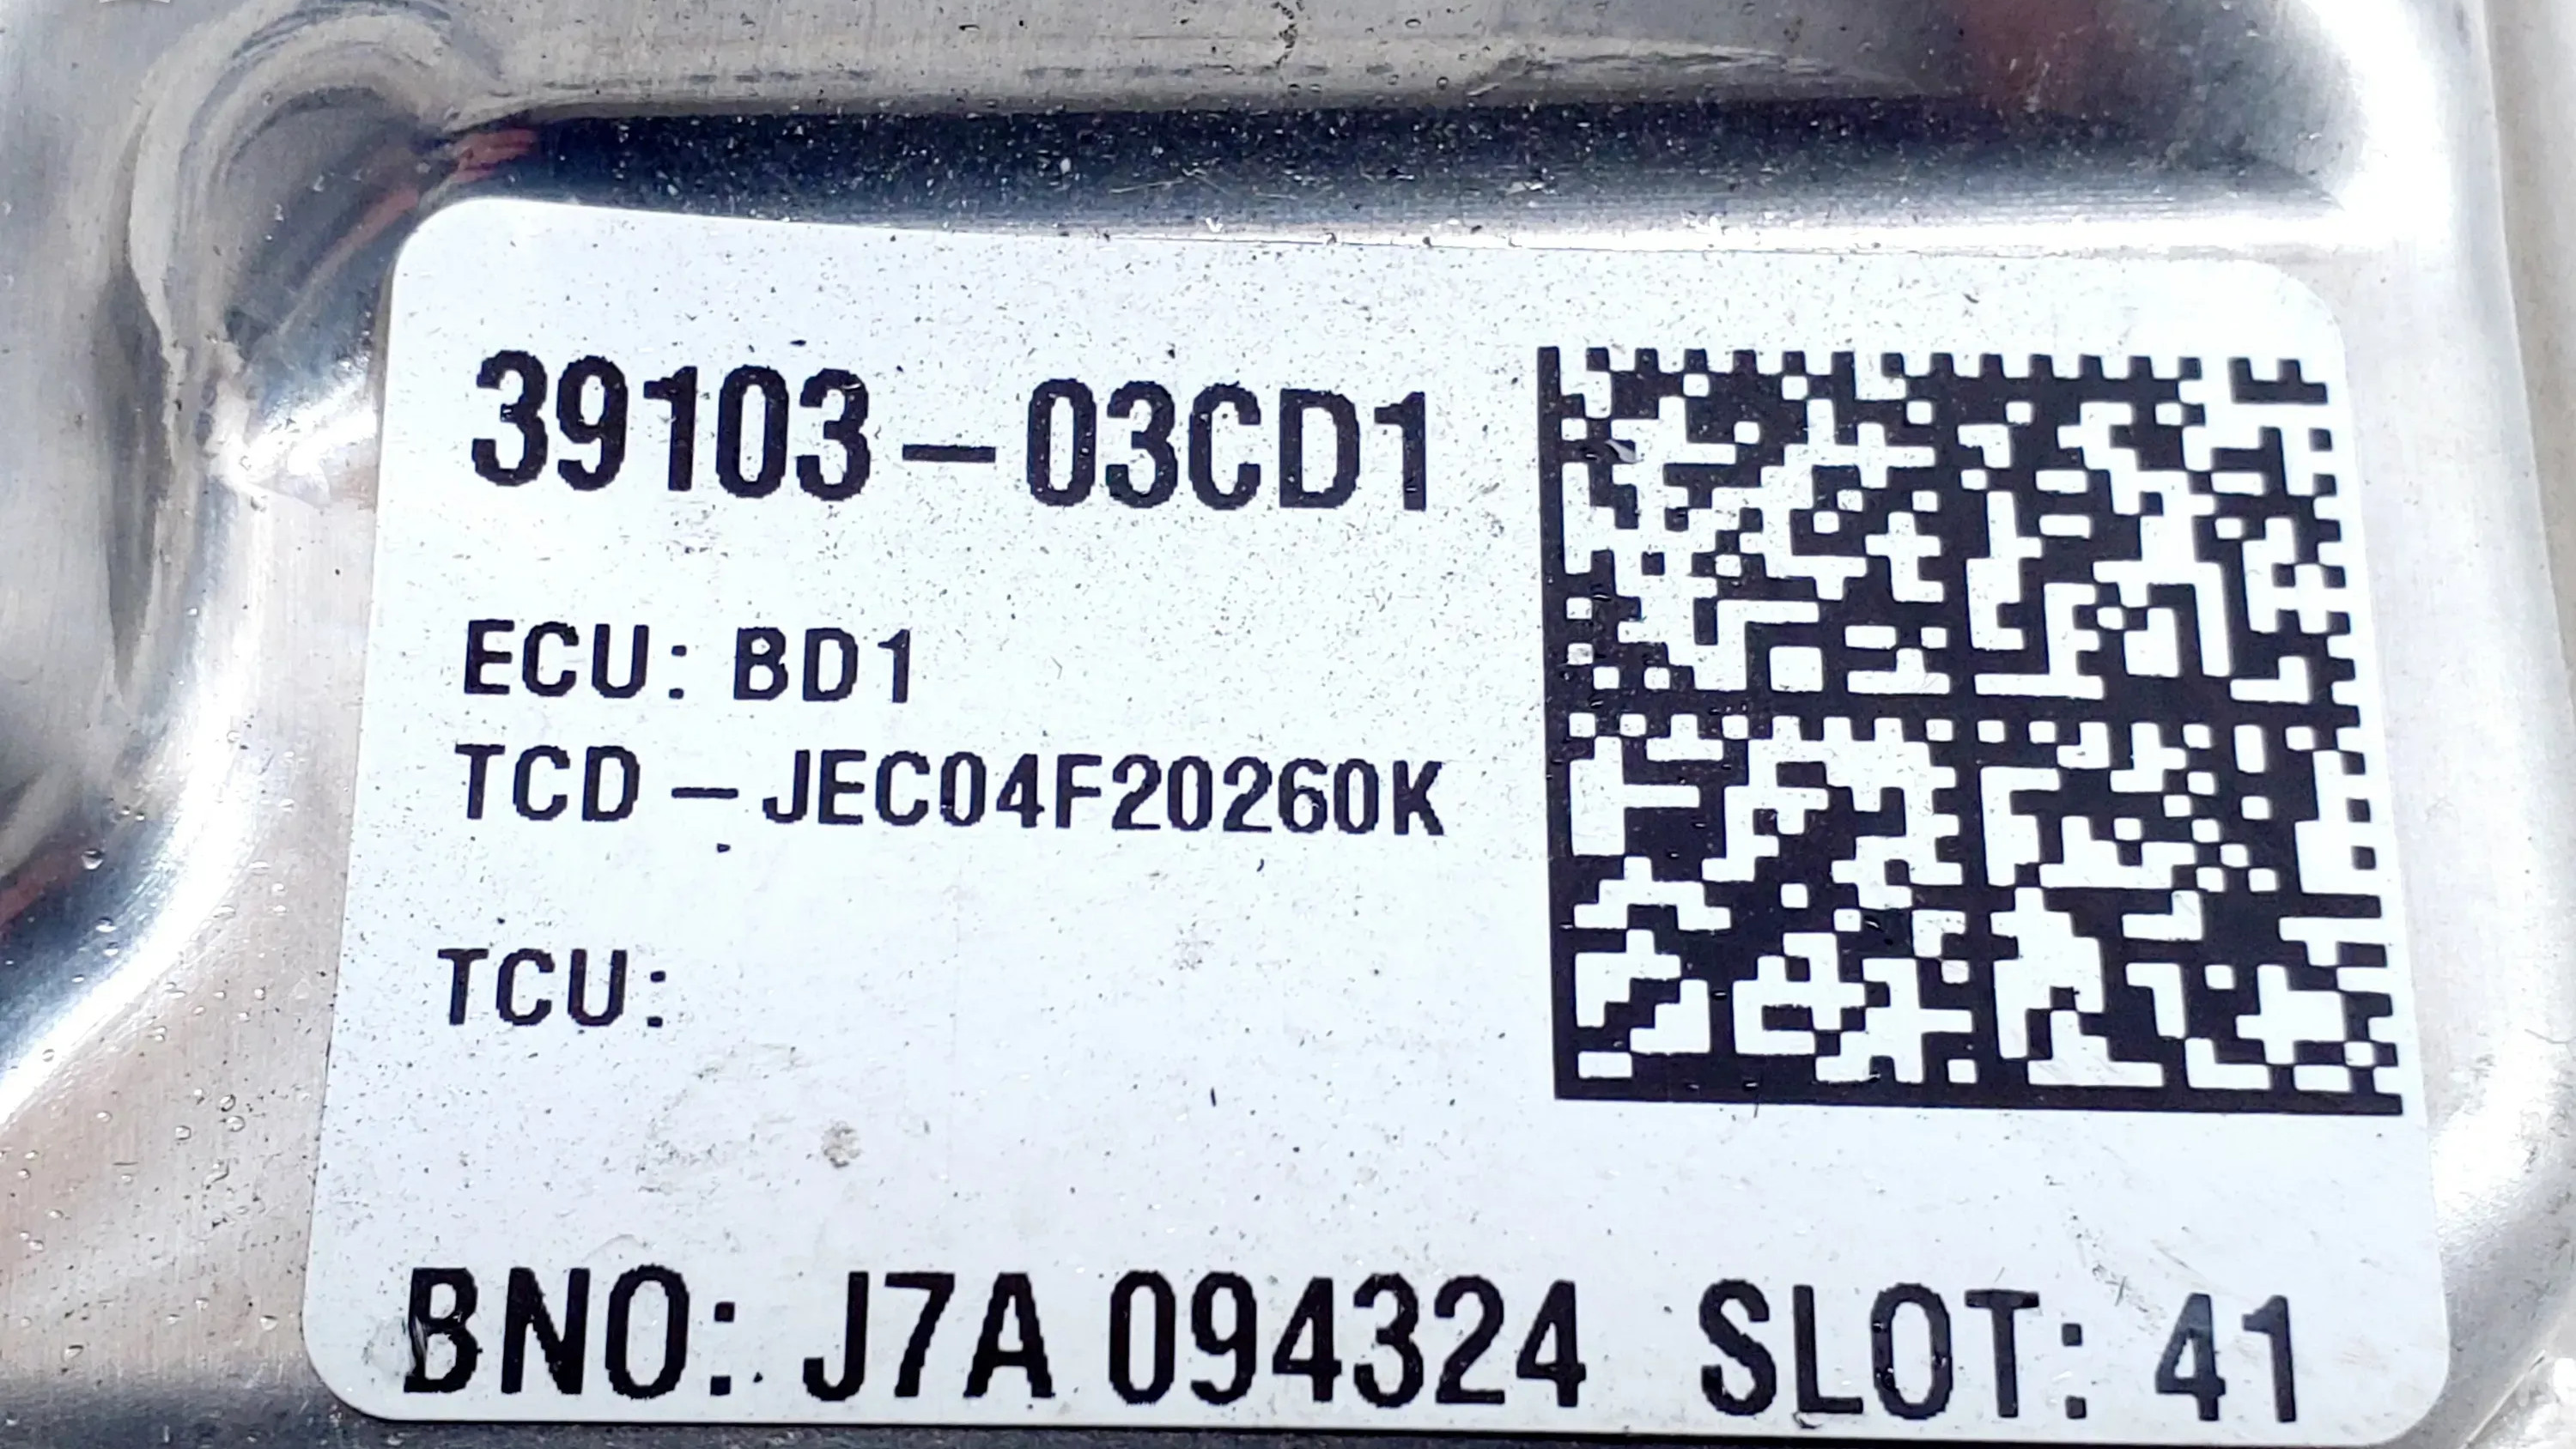 39103-03CD1
ECU: BD1
TCD-JEC04F20260K
TCU:
BNO: J7A 094324 SLOT: 41